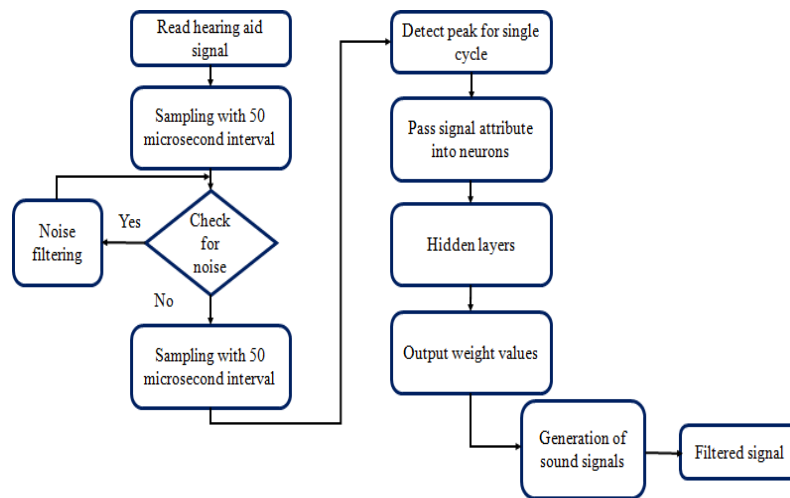 Read hearing aid
signal
Sampling with 50
microsecond interval
Yes
Noise
filtering
Check
for
noise
No
Sampling with 50
microsecond interval
Detect peak for single
cycle
Pass signal attribute
into neurons
Hidden layers
Output weight values
Generation of
sound signals
Filtered signal